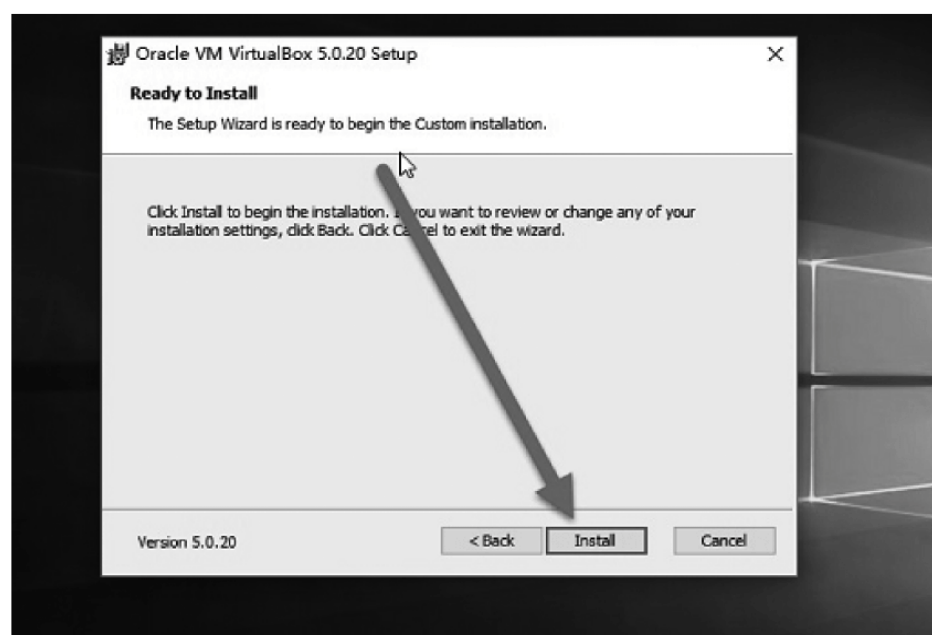 Oracle VM VirtualBox 5.0.20 Setup
Ready to Install
The Setup Wizard is ready to begin the Custom installation.
Click Install to begin the installation. you want to review or change any of your
installation settings, click Back. Click Cancel to exit the wizard.
Version 5.0.20
< Back Install Cancel